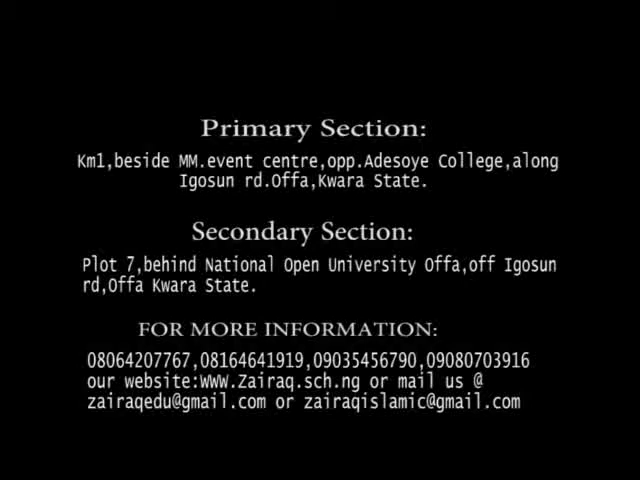 Primary Section:
Km1,beside MM.event centre,opp.Adesoye College,along
Igosun rd.Offa,Kwara State.
Secondary Section:
Plot 7,behind National Open University Offa,off Igosun
rd,Offa Kwara State.
FOR MORE INFORMATION:
08064207767,08164641919,09035456790,09080703916
our website:WWW.Zairaq.sch.ng or mail us @
zairaqedu@gmail.com or zairaqislamic@gmail.com